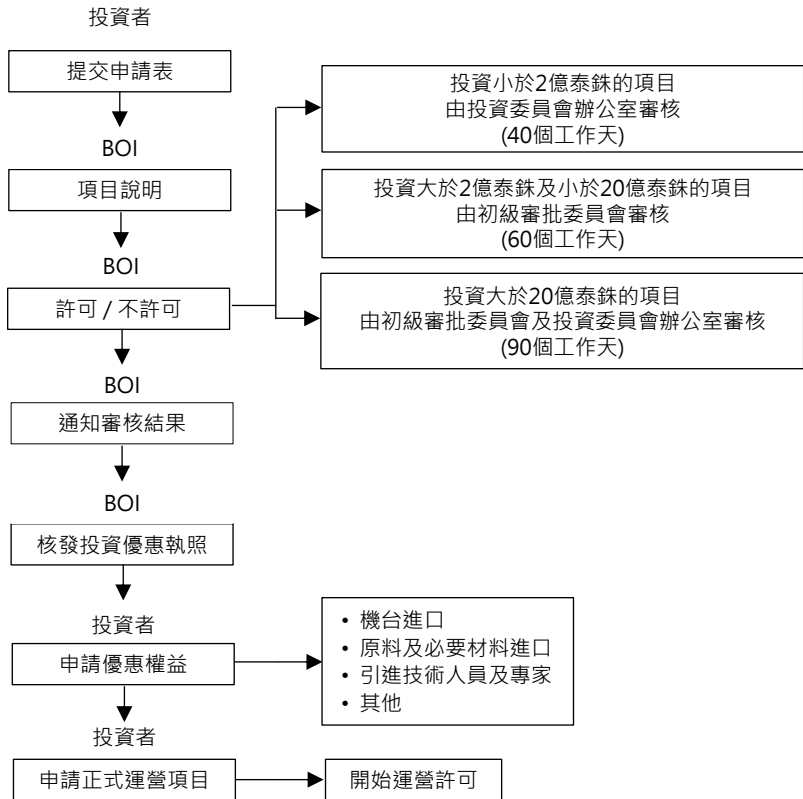 投資者
提交申請表
BOI
項目說明
BOI
許可 / 不許可
投資小於2億泰銖的項目
由投資委員會辦公室審核
(40個工作天)
投資大於2億泰銖及小於20億泰銖的項目
由初級審批委員會審核
(60個工作天)
投資大於20億泰銖的項目
由初級審批委員會及投資委員會辦公室審核
(90個工作天)
BOI
通知審核結果
BOI
核發投資優惠執照
投資者
申請優惠權益
• 機台進口
• 原料及必要材料進口
• 引進技術人員及專家
• 其他
投資者
申請正式運營項目
開始運營許可